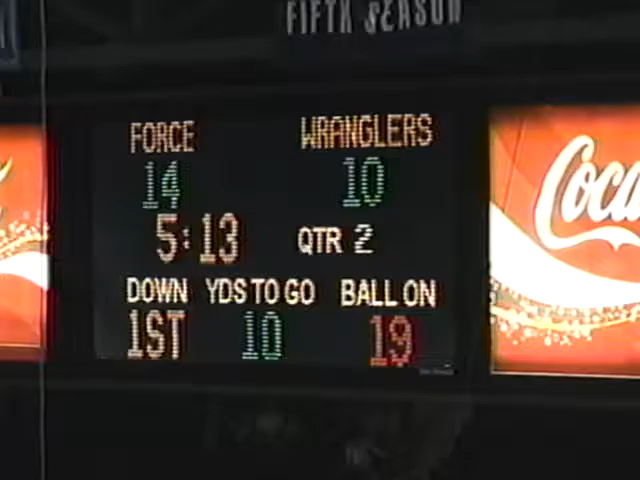 FIFTH SEASON
FORCE WRANGLERS
14 10
5:13 QTR 2
DOWN YDS TO GO BALL ON
1ST 10 19
Coca